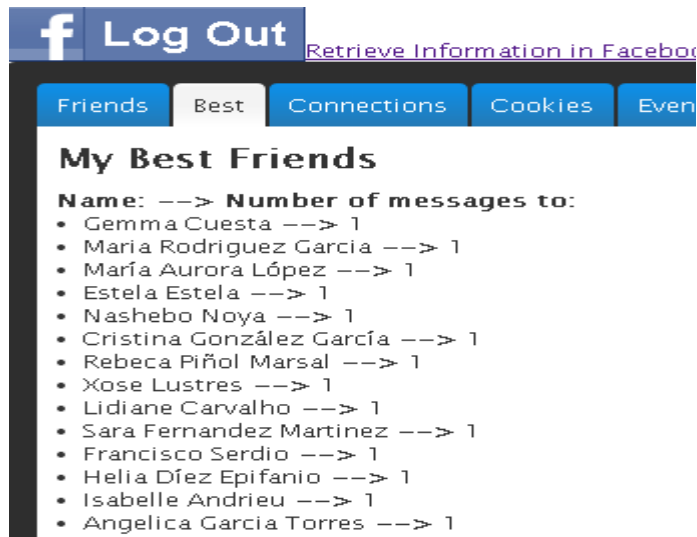 f Log Out Retrieve Information in Faceboo
Friends Best Connections Cookies Even
My Best Friends
Name: --> Number of messages to:
• Gemma Cuesta --> 1
• Maria Rodriguez Garcia --> 1
• María Aurora López --> 1
• Estela Estela --> 1
• Nashebo Noya --> 1
• Cristina González García --> 1
• Rebeca Piñol Marsal --> 1
• Xose Lustres --> 1
• Lidiane Carvalho --> 1
• Sara Fernandez Martinez --> 1
• Francisco Serdio --> 1
• Helia Díez Epifanio --> 1
• Isabelle Andrieu --> 1
• Angelica Garcia Torres --> 1